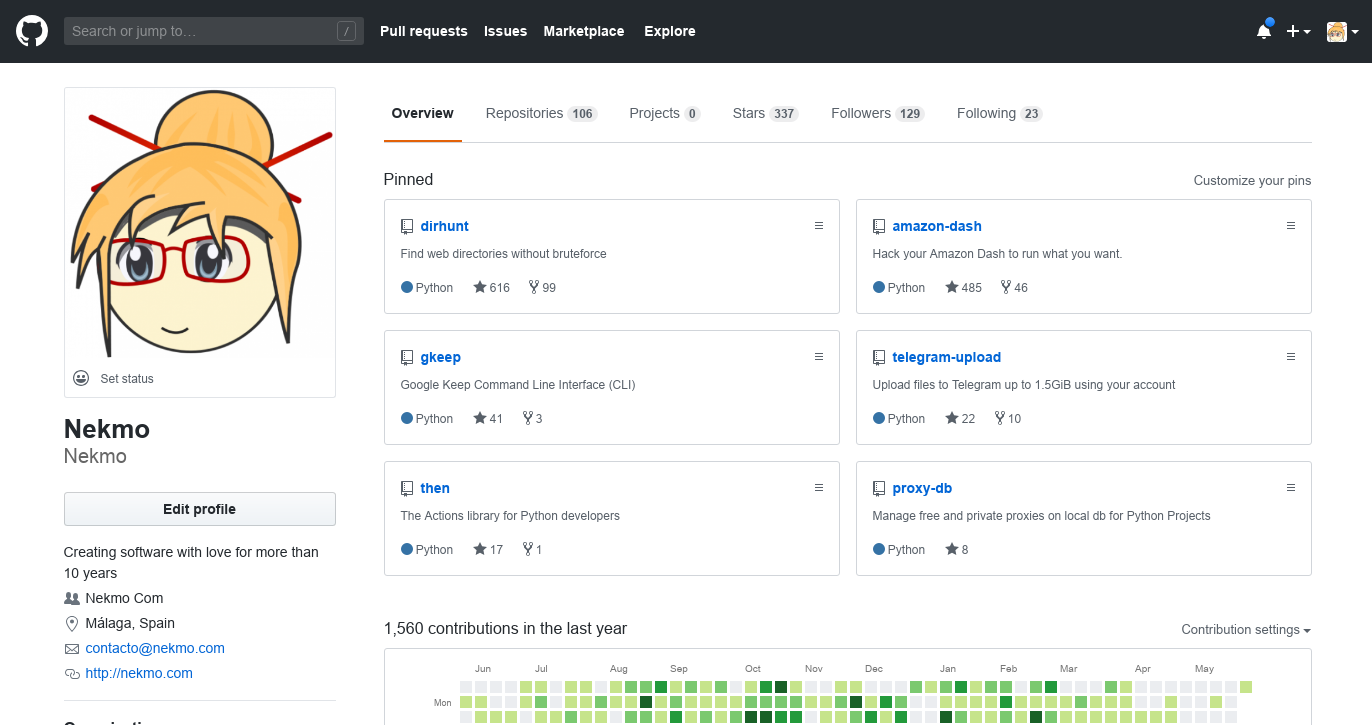 Search or jump to… /
Pull requests Issues Marketplace Explore
Overview Repositories 106 Projects 0 Stars 337 Followers 129 Following 23
Set status
Nekmo
Nekmo
Edit profile
Creating software with love for more than
10 years
Nekmo Com
Málaga, Spain
contacto@nekmo.com
http://nekmo.com
Pinned Customize your pins
dirhunt
Find web directories without bruteforce
Python 616 99
amazon-dash
Hack your Amazon Dash to run what you want.
Python 485 46
gkeep
Google Keep Command Line Interface (CLI)
Python 41 3
telegram-upload
Upload files to Telegram up to 1.5GiB using your account
Python 22 10
then
The Actions library for Python developers
Python 17 1
proxy-db
Manage free and private proxies on local db for Python Projects
Python 8
1,560 contributions in the last year Contribution settings
Jun Jul Aug Sep Oct Nov Dec Jan Feb Mar Apr May
Mon